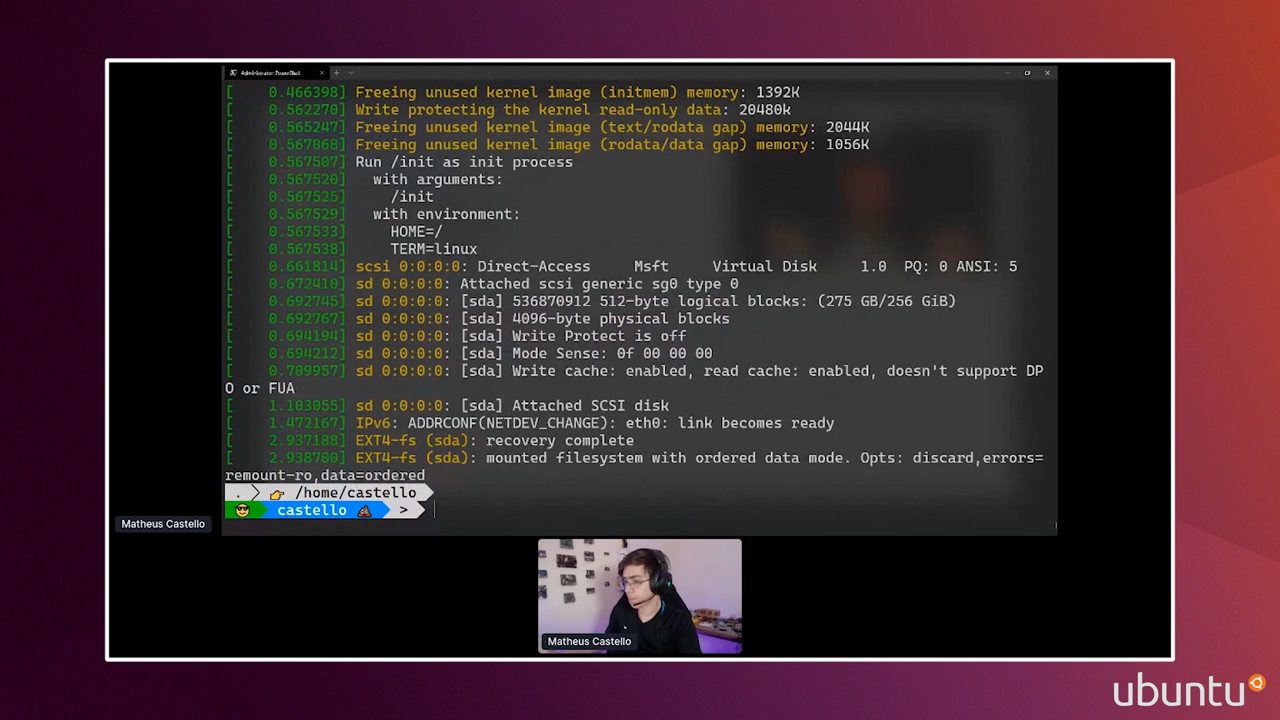 Administrator: PowerShell
[    0.466398] Freeing unused kernel image (initmem) memory: 1392K
[    0.562270] Write protecting the kernel read-only data: 20480k
[    0.565247] Freeing unused kernel image (text/rodata gap) memory: 2044K
[    0.567068] Freeing unused kernel image (rodata/data gap) memory: 1056K
[    0.567507] Run /init as init process
[    0.567520]   with arguments:
[    0.567525]     /init
[    0.567529]   with environment:
[    0.567533]     HOME=/
[    0.567538]     TERM=linux
[    0.661814] scsi 0:0:0:0: Direct-Access     Msft     Virtual Disk     1.0  PQ: 0 ANSI: 5
[    0.672410] sd 0:0:0:0: Attached scsi generic sg0 type 0
[    0.692745] sd 0:0:0:0: [sda] 536870912 512-byte logical blocks: (275 GB/256 GiB)
[    0.692767] sd 0:0:0:0: [sda] 4096-byte physical blocks
[    0.694194] sd 0:0:0:0: [sda] Write Protect is off
[    0.694212] sd 0:0:0:0: [sda] Mode Sense: 0f 00 00 00
[    0.709957] sd 0:0:0:0: [sda] Write cache: enabled, read cache: enabled, doesn't support DP
O or FUA
[    1.103055] sd 0:0:0:0: [sda] Attached SCSI disk
[    1.472167] IPv6: ADDRCONF(NETDEV_CHANGE): eth0: link becomes ready
[    2.937188] EXT4-fs (sda): recovery complete
[    2.938700] EXT4-fs (sda): mounted filesystem with ordered data mode. Opts: discard,errors=
remount-ro,data=ordered
. > 👉 /home/castello
😎 castello 💩 >
Matheus Castello
Matheus Castello
ubuntu